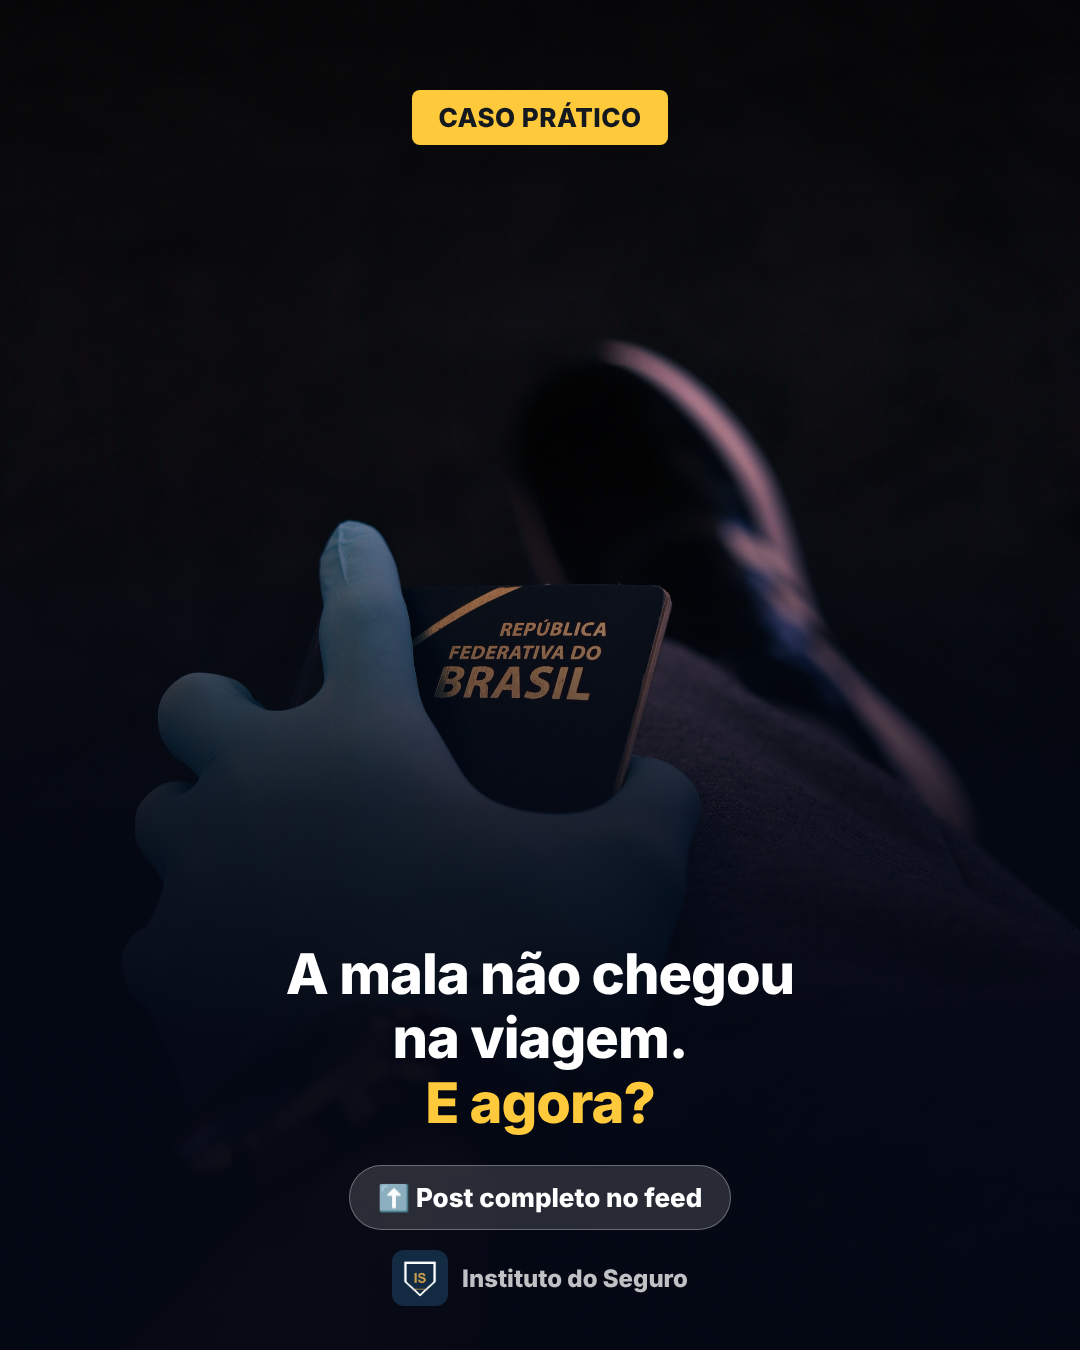 CASO PRÁTICO
REPÚBLICA
FEDERATIVA DO
BRASIL
A mala não chegou
na viagem.
E agora?
⬆️ Post completo no feed
IS
Instituto do Seguro